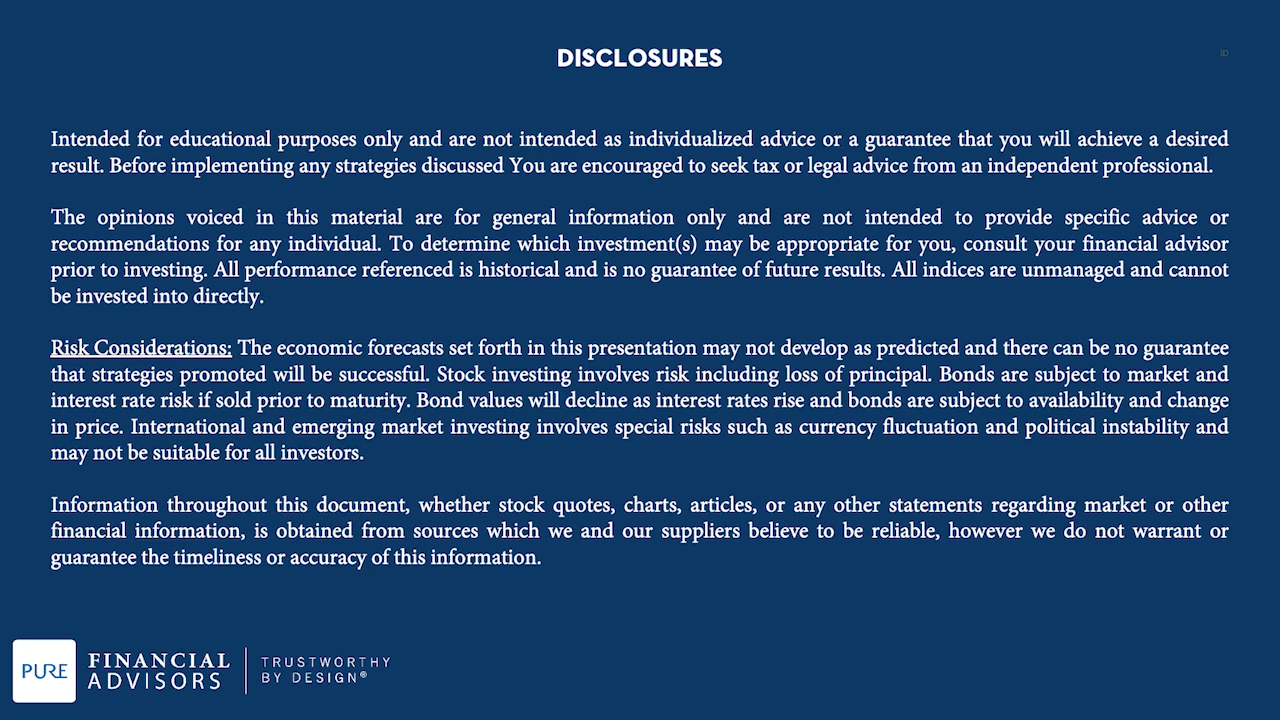 DISCLOSURES
ID
Intended for educational purposes only and are not intended as individualized advice or a guarantee that you will achieve a desired
result. Before implementing any strategies discussed You are encouraged to seek tax or legal advice from an independent professional.
The opinions voiced in this material are for general information only and are not intended to provide specific advice or
recommendations for any individual. To determine which investment(s) may be appropriate for you, consult your financial advisor
prior to investing. All performance referenced is historical and is no guarantee of future results. All indices are unmanaged and cannot
be invested into directly.
Risk Considerations: The economic forecasts set forth in this presentation may not develop as predicted and there can be no guarantee
that strategies promoted will be successful. Stock investing involves risk including loss of principal. Bonds are subject to market and
interest rate risk if sold prior to maturity. Bond values will decline as interest rates rise and bonds are subject to availability and change
in price. International and emerging market investing involves special risks such as currency fluctuation and political instability and
may not be suitable for all investors.
Information throughout this document, whether stock quotes, charts, articles, or any other statements regarding market or other
financial information, is obtained from sources which we and our suppliers believe to be reliable, however we do not warrant or
guarantee the timeliness or accuracy of this information.
PURE
FINANCIAL
ADVISORS
TRUSTWORTHY
BY DESIGN®